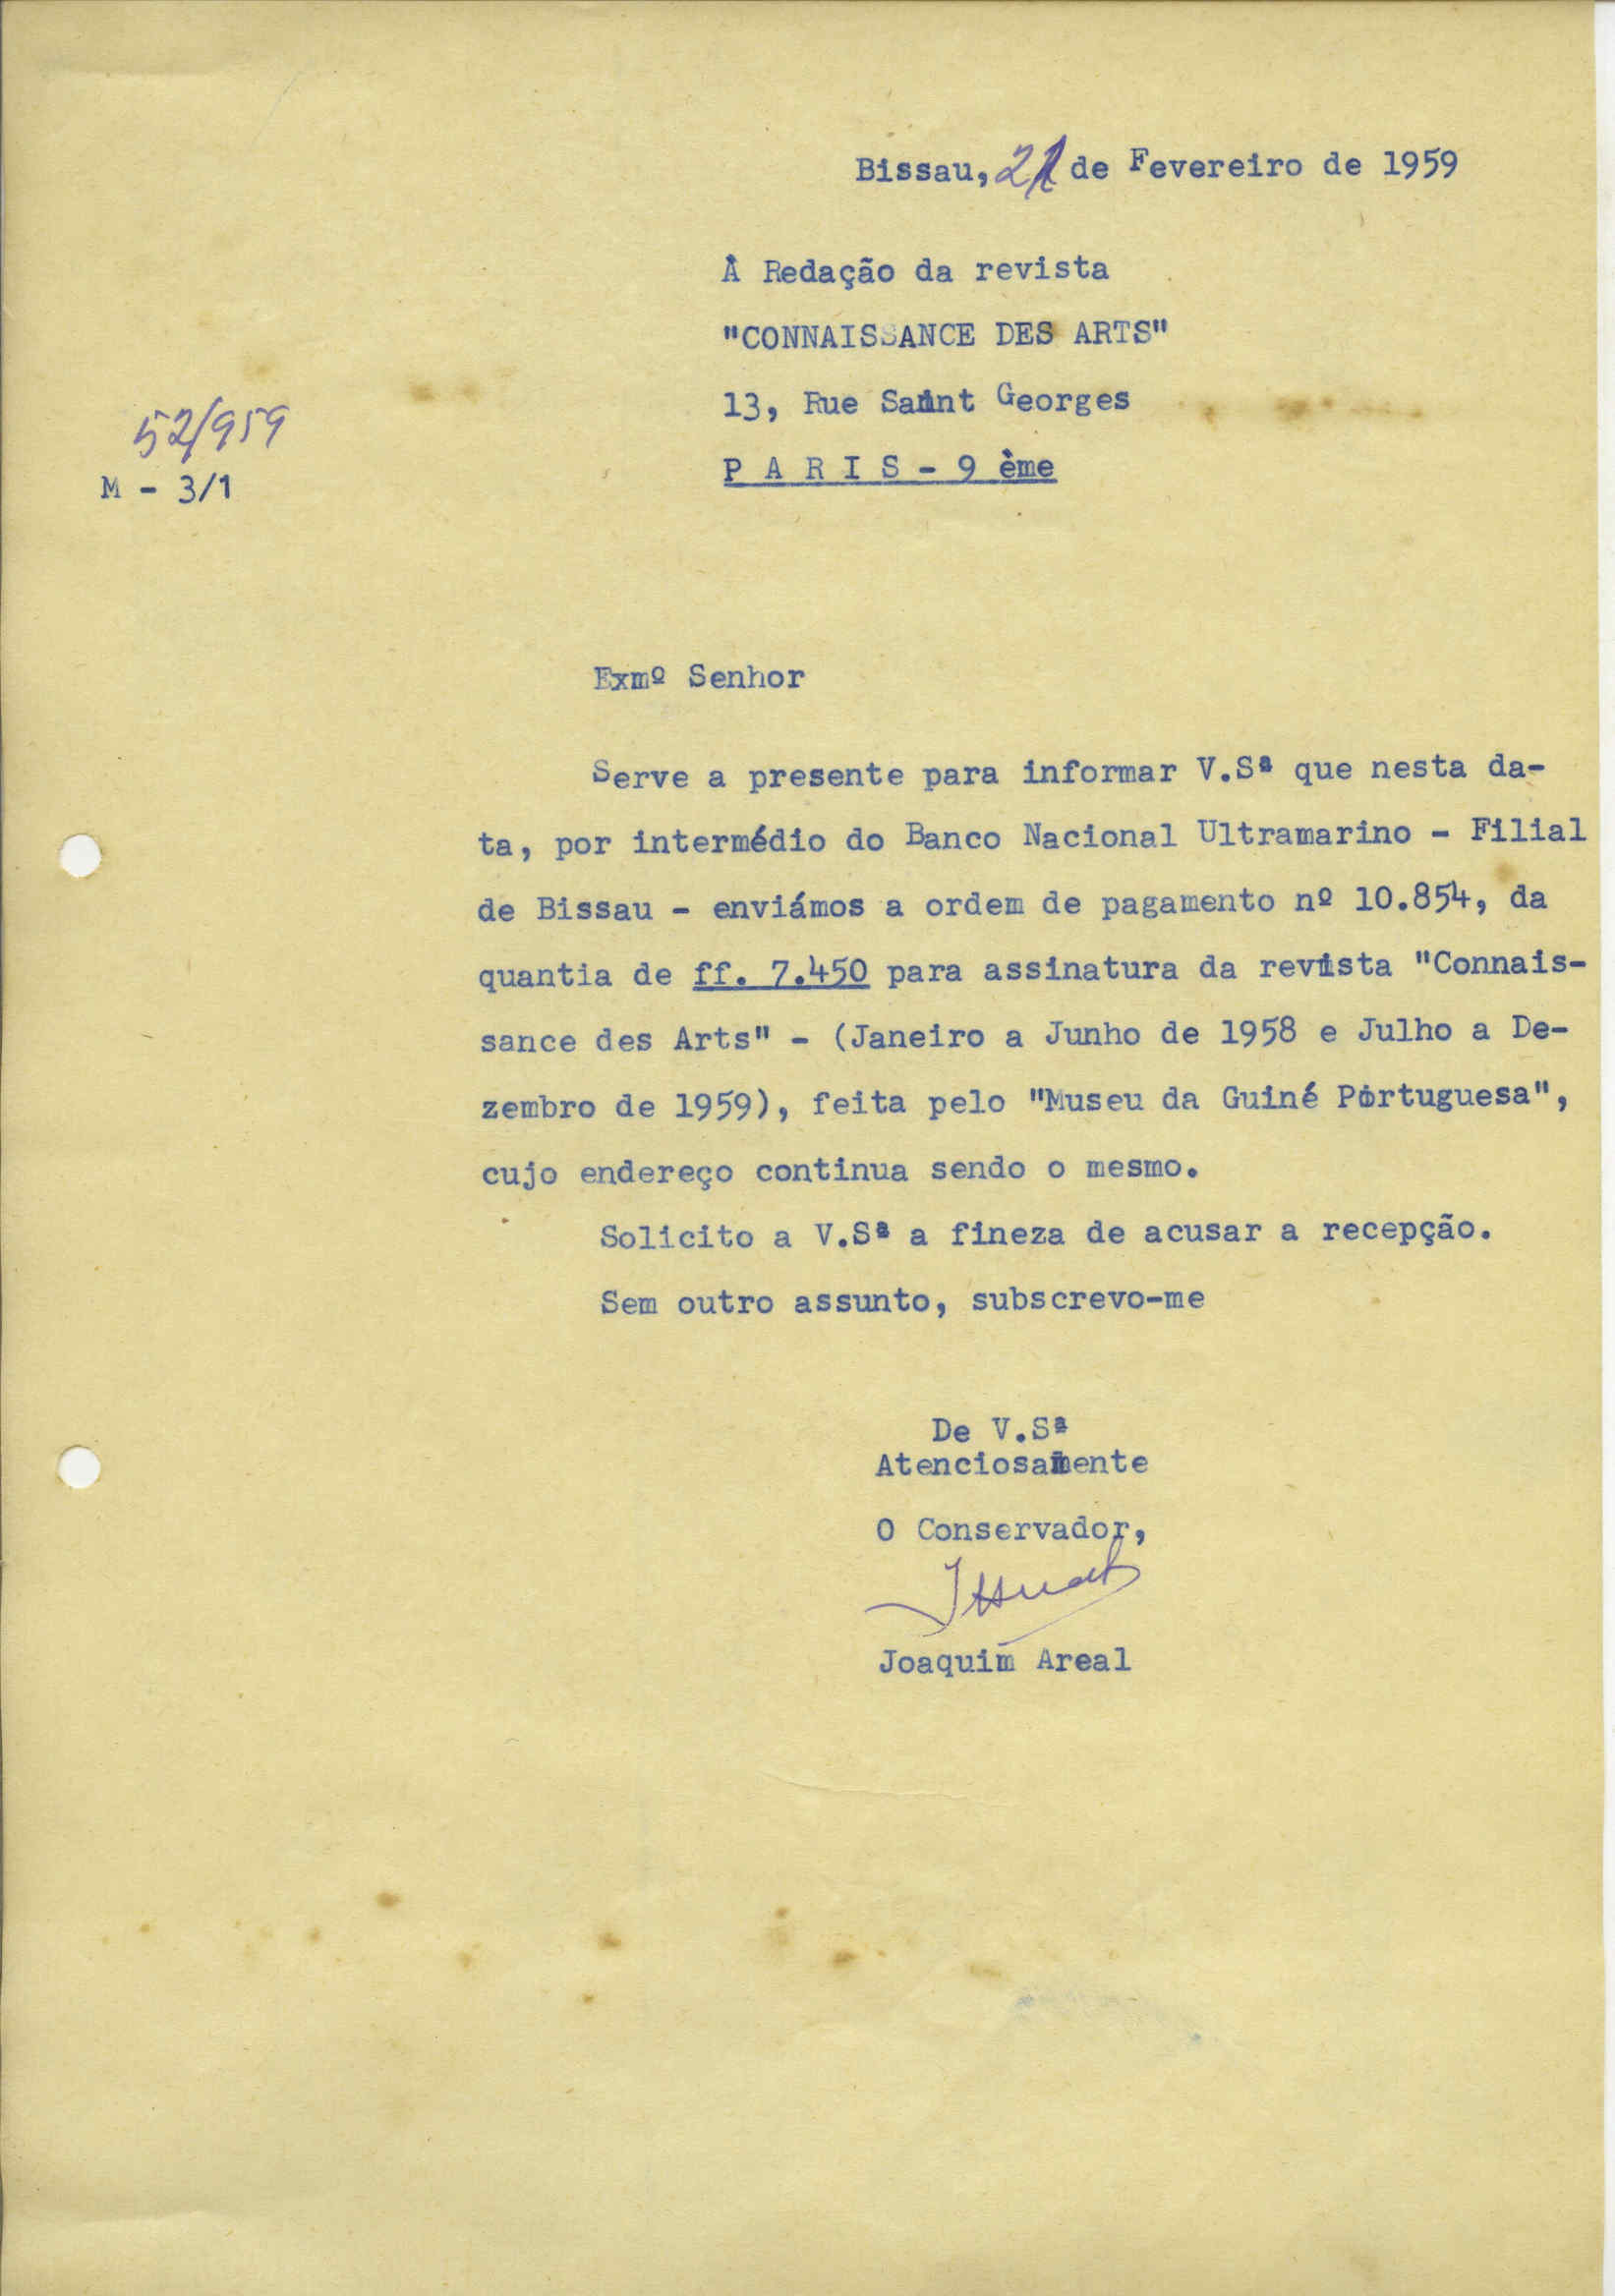 Bissau, 21 de Fevereiro de 1959
À Redação da revista
"CONNAISSANCE DES ARTS"
13, Rue Saint Georges
52/959
P A R I S - 9 ème
M - 3/1
Exmº Senhor
Serve a presente para informar V.Sª que nesta da-
ta, por intermédio do Banco Nacional Ultramarino - Filial
de Bissau - enviámos a ordem de pagamento nº 10.854, da
quantia de ff. 7.450 para assinatura da revista "Connais-
sance des Arts" - (Janeiro a Junho de 1958 e Julho a De-
zembro de 1959), feita pelo "Museu da Guiné Portuguesa",
cujo endereço continua sendo o mesmo.
Solicito a V.Sª a fineza de acusar a recepção.
Sem outro assunto, subscrevo-me
De V.Sª
Atenciosamente
O Conservador,
Joaquim Areal